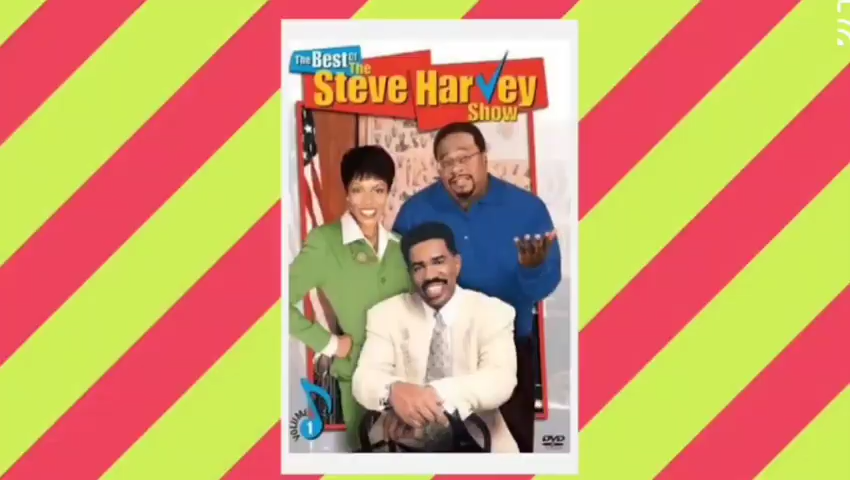 The Best Of
The
Steve Harvey
Show
VOLUME
1
DVD